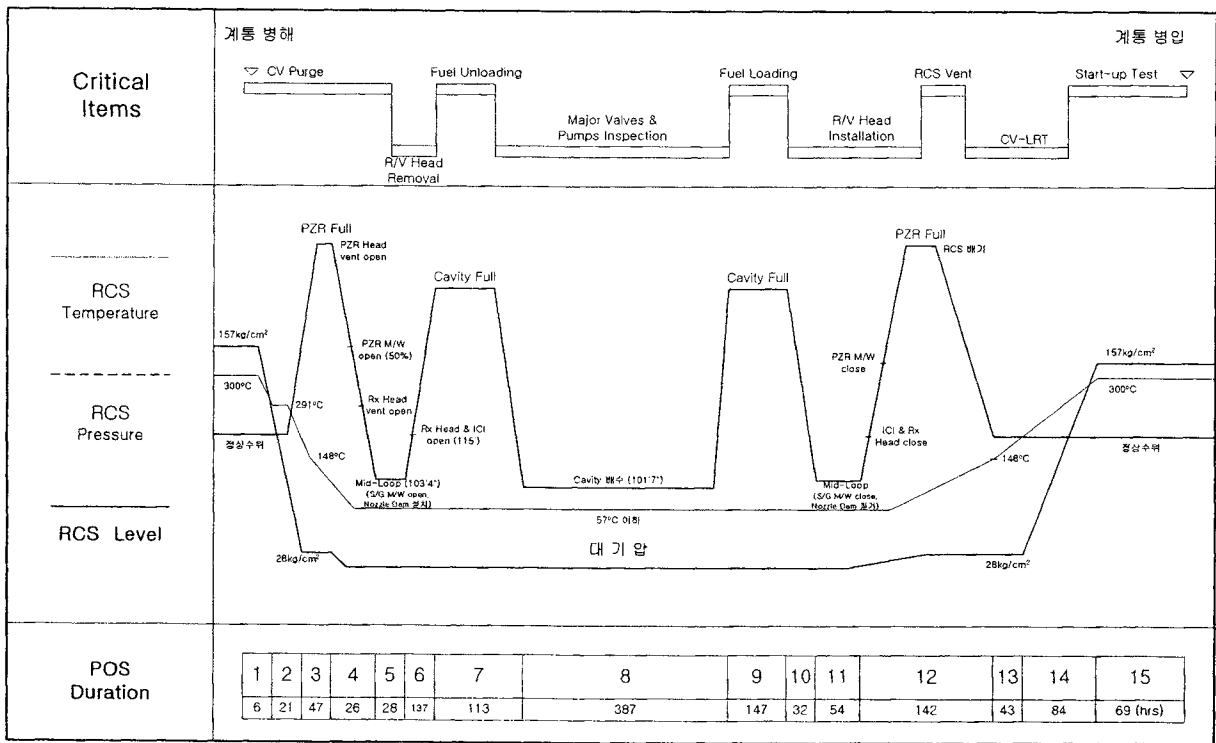 계통 병해
계통 병입
Critical
Items
▽ CV Purge
Fuel Unloading
Fuel Loading
RCS Vent
Start-up Test ▽
Major Valves &
Pumps Inspection
R/V Head
Installation
CV-LRT
R/V Head
Removal
PZR Full
PZR Head
vent open
PZR Full
RCS 배기
Cavity Full
Cavity Full
RCS
Temperature
157kg/cm²
PZR M/W
open (50%)
PZR M/W
close
157kg/cm²
300°C
291°C
300°C
RCS
Pressure
Rx Head
vent open
Rx Head & ICI
open (115')
ICI & Rx
Head close
정상수위
정상수위
148°C
148°C
Mid-Loop (103'4")
(S/G M/W open,
Nozzle Dam 설치)
Cavity 배수 (101'7")
Mid-Loop
(S/G M/W close,
Nozzle Dam 철거)
57°C 이하
RCS Level
28kg/cm²
대 기 압
28kg/cm²
POS
Duration
1 2 3 4 5 6 7 8 9 10 11 12 13 14 15
6 21 47 26 28 137 113 387 147 32 54 142 43 84 69 (hrs)